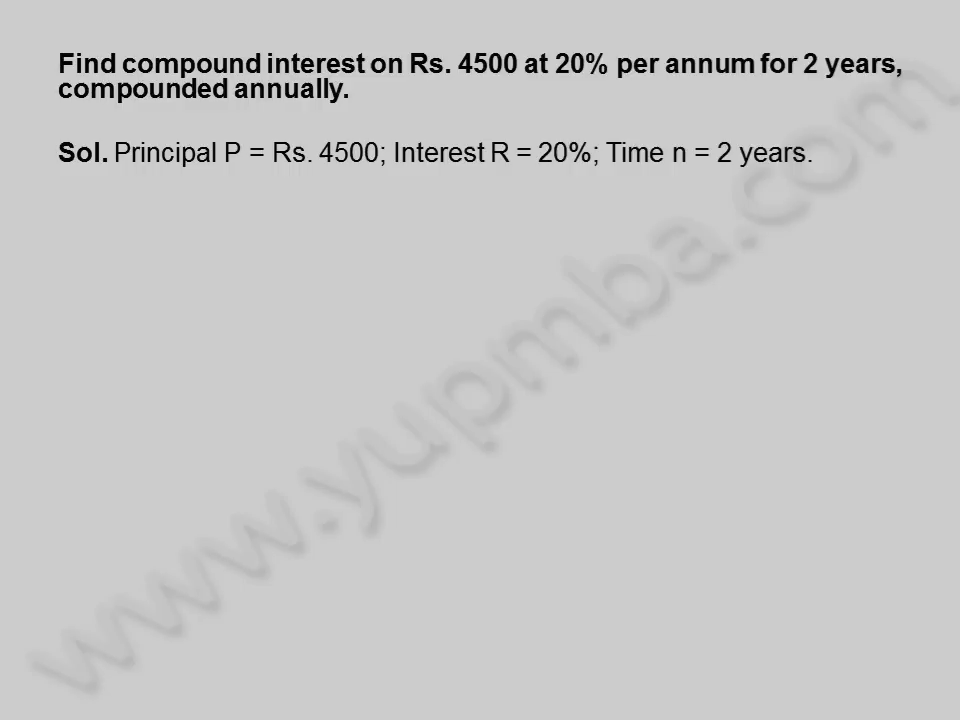 Find compound interest on Rs. 4500 at 20% per annum for 2 years,
compounded annually.
Sol. Principal P = Rs. 4500; Interest R = 20%; Time n = 2 years.
www.yupmba.com